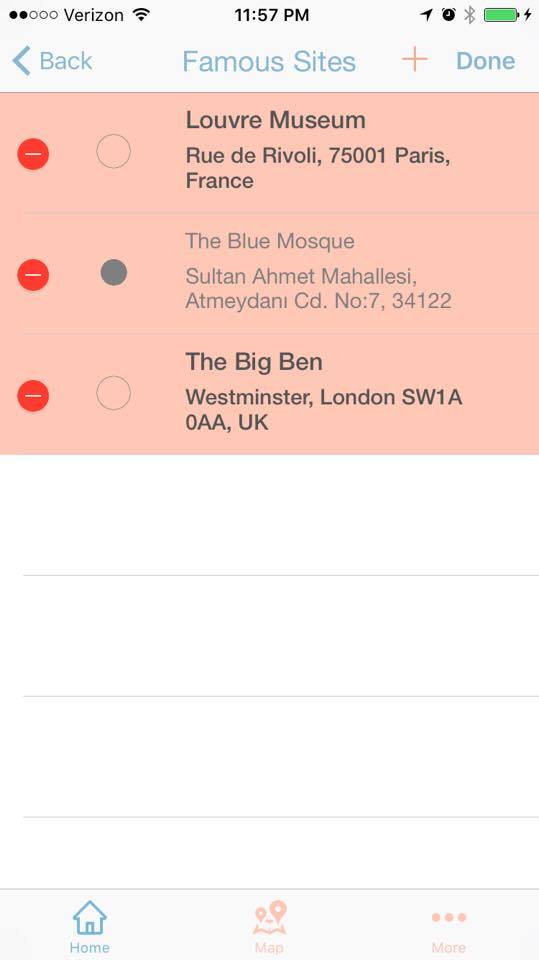 Verizon 11:57 PM
Back Famous Sites Done
Louvre Museum
Rue de Rivoli, 75001 Paris,
France
The Blue Mosque
Sultan Ahmet Mahallesi,
Atmeydanı Cd. No:7, 34122
The Big Ben
Westminster, London SW1A
0AA, UK
Home Map More